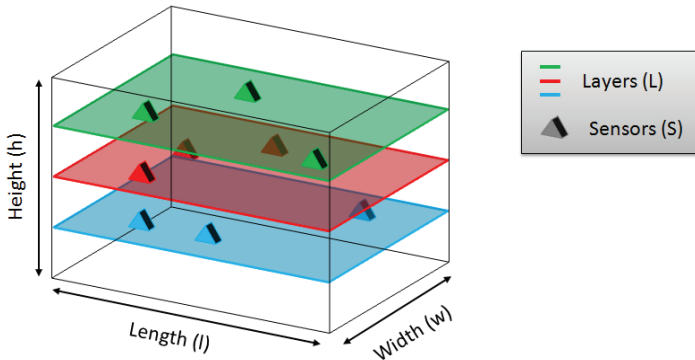 Height (h)
Length (l)
Width (w)
Layers (L)
Sensors (S)